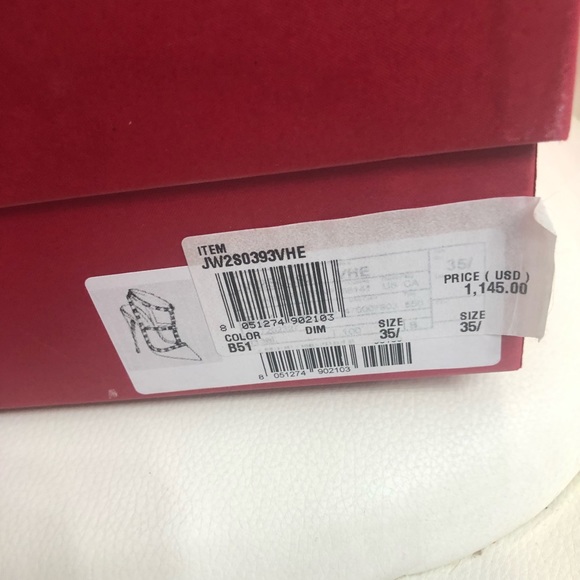 ITEM
JW2S0393VHE
VHE
35/
PRICE ( USD )
1,145.00
8 051274 902103
COLOR DIM SIZE SIZE
B51 35/ 35/
8 051274 902103